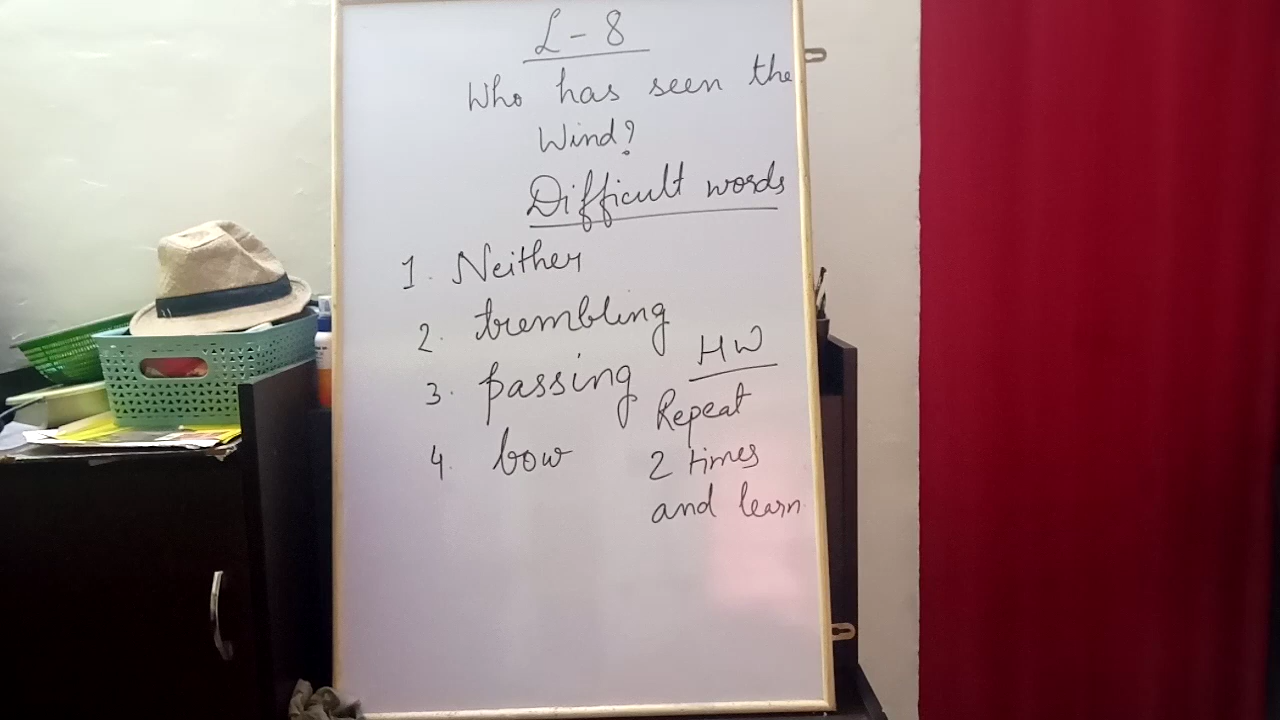 L - 8
Who has seen the
Wind?
Difficult words
1. Neither
2. trembling
3. passing
4. bow
HW
Repeat
2 times
and learn.